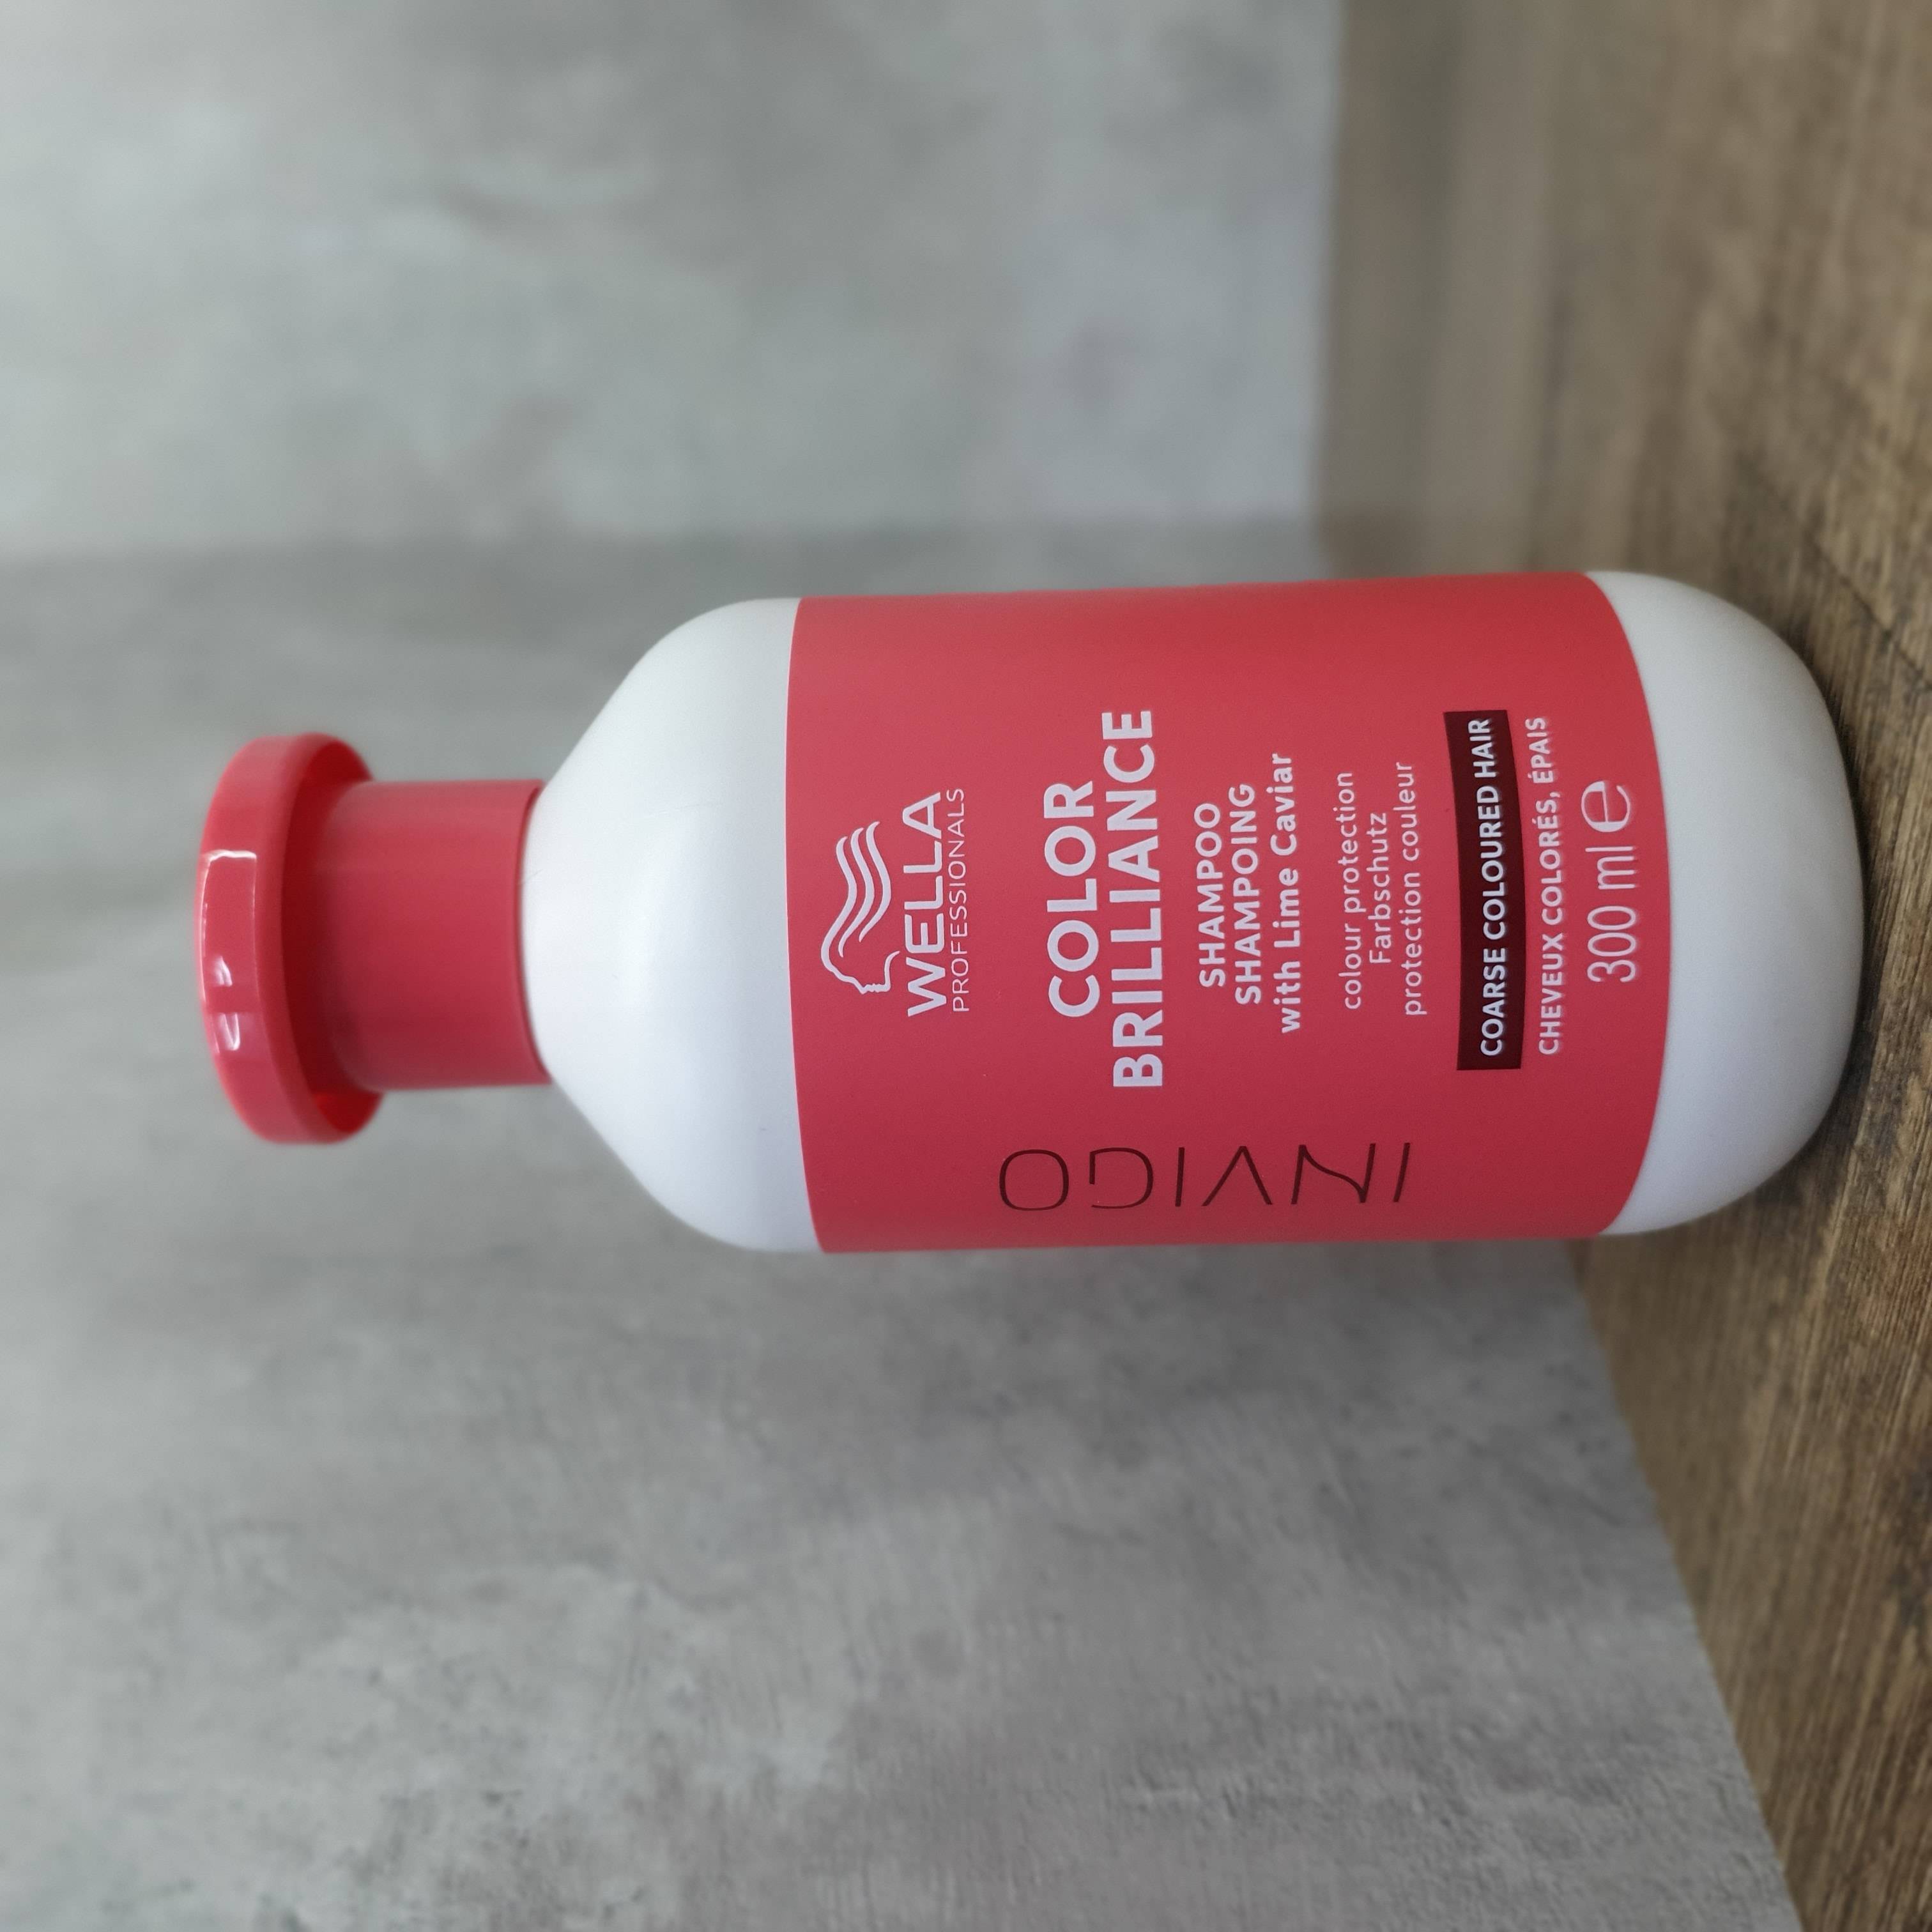 WELLA
PROFESSIONALS
COLOR
BRILLIANCE
SHAMPOO
SHAMPOING
with Lime Caviar
colour protection
Farbschutz
protection couleur
COARSE COLOURED HAIR
CHEVEUX COLORÉS, ÉPAIS
300 ml ℮
INVIGO